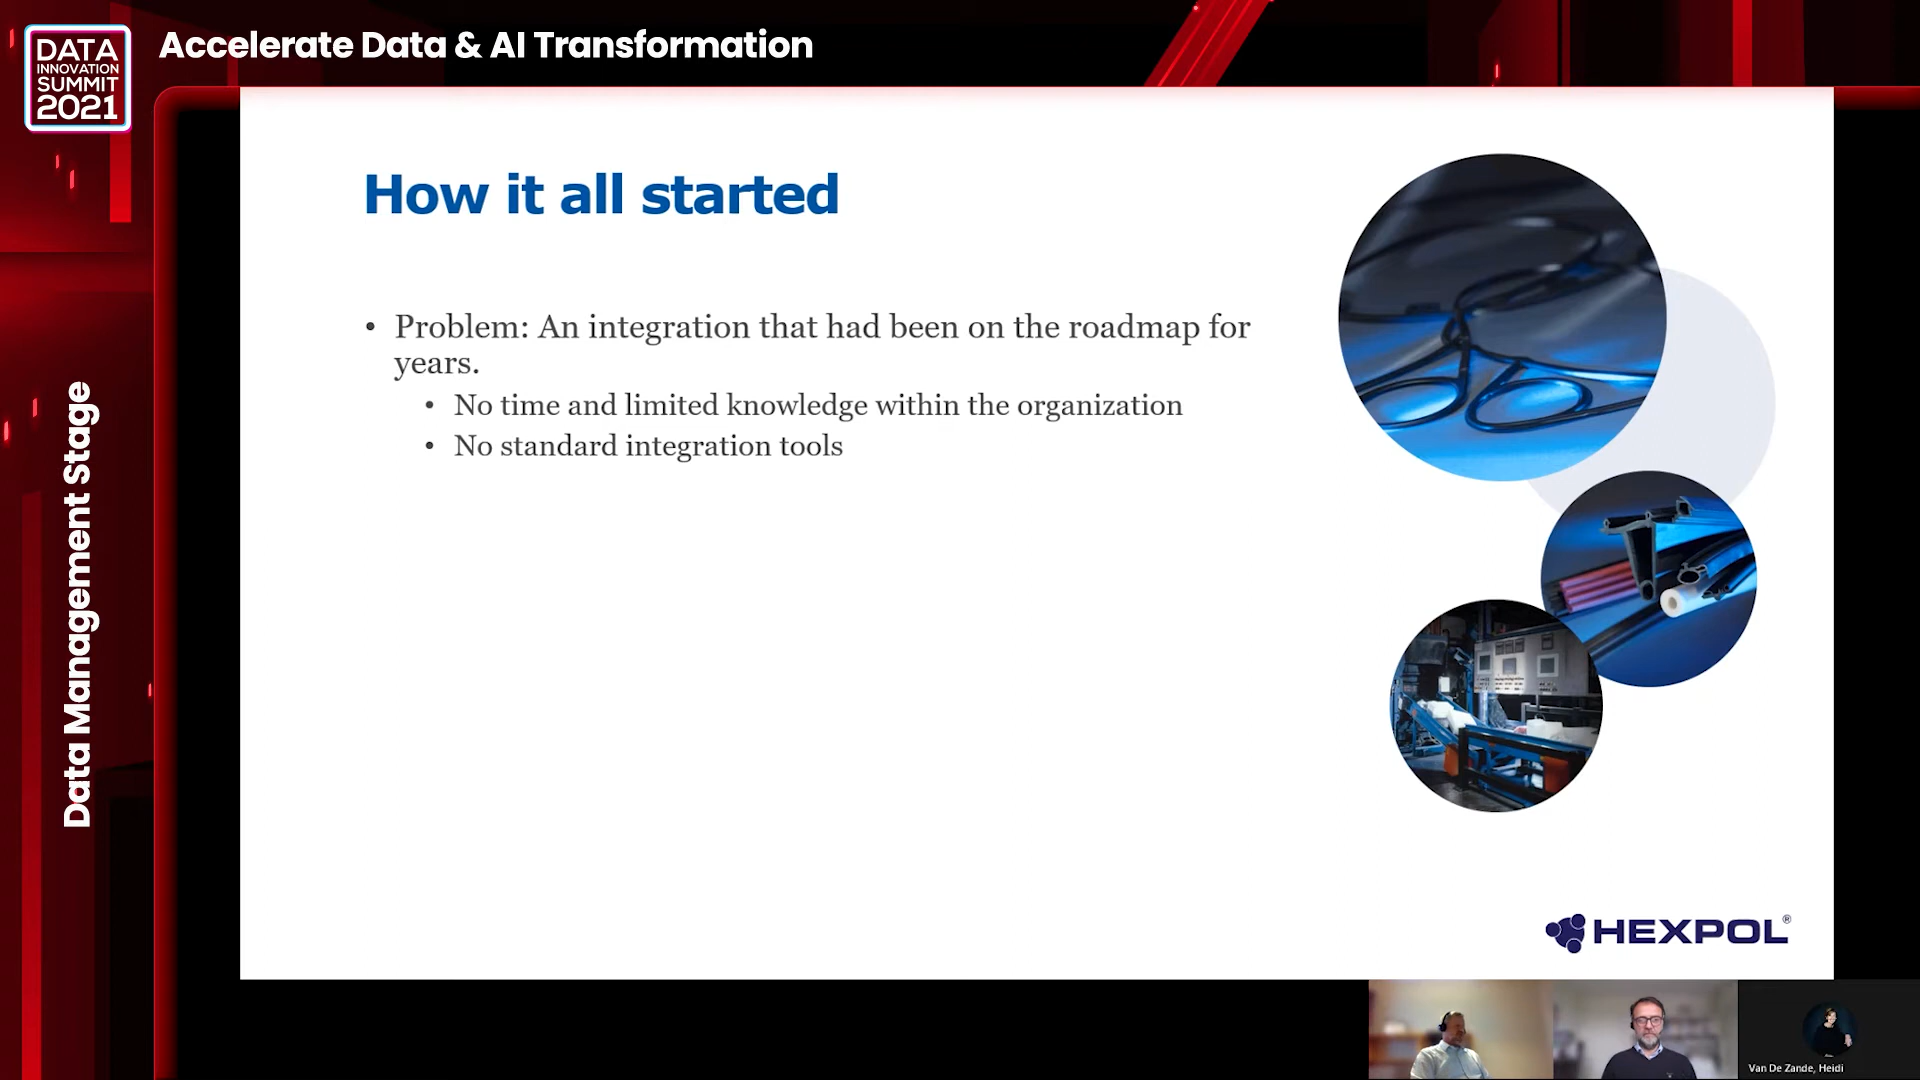 DATA
INNOVATION
SUMMIT
2021
Accelerate Data & AI Transformation
Data Management Stage
How it all started
• Problem: An integration that had been on the roadmap for
years.
• No time and limited knowledge within the organization
• No standard integration tools
HEXPOL®
Van De Zande, Heidi